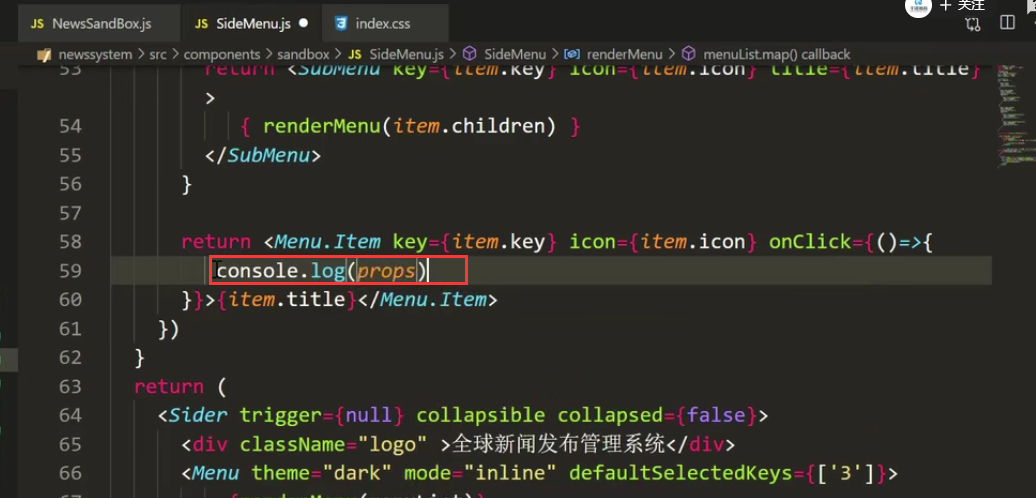 JS NewsSandBox.js JS SideMenu.js ● index.css + 关注
newssystem > src > components > sandbox > JS SideMenu.js > SideMenu > renderMenu > menuList.map() callback
53 return <SubMenu key={item.key} icon={item.icon} title={item.title}
>
54 { renderMenu(item.children) }
55 </SubMenu>
56 }
57
58 return <Menu.Item key={item.key} icon={item.icon} onClick={()=>{
59 console.log(props)
60 }}>{item.title}</Menu.Item>
61 })
62 }
63 return (
64 <Sider trigger={null} collapsible collapsed={false}>
65 <div className="logo" >全球新闻发布管理系统</div>
66 <Menu theme="dark" mode="inline" defaultSelectedKeys={['3']}>